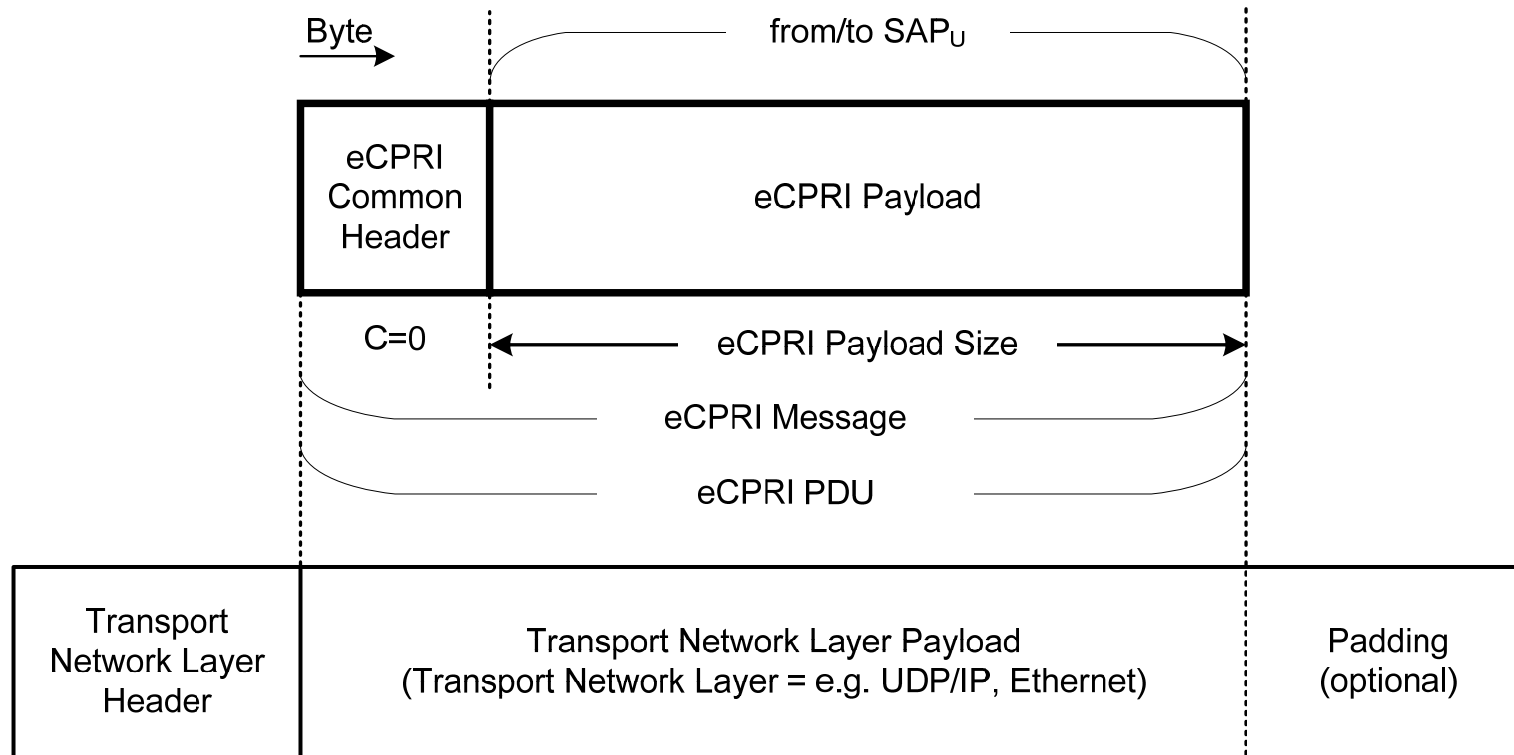 Byte
from/to SAPU
eCPRI
Common
Header
eCPRI Payload
C=0
eCPRI Payload Size
eCPRI Message
eCPRI PDU
Transport
Network Layer
Header
Transport Network Layer Payload
(Transport Network Layer = e.g. UDP/IP, Ethernet)
Padding
(optional)